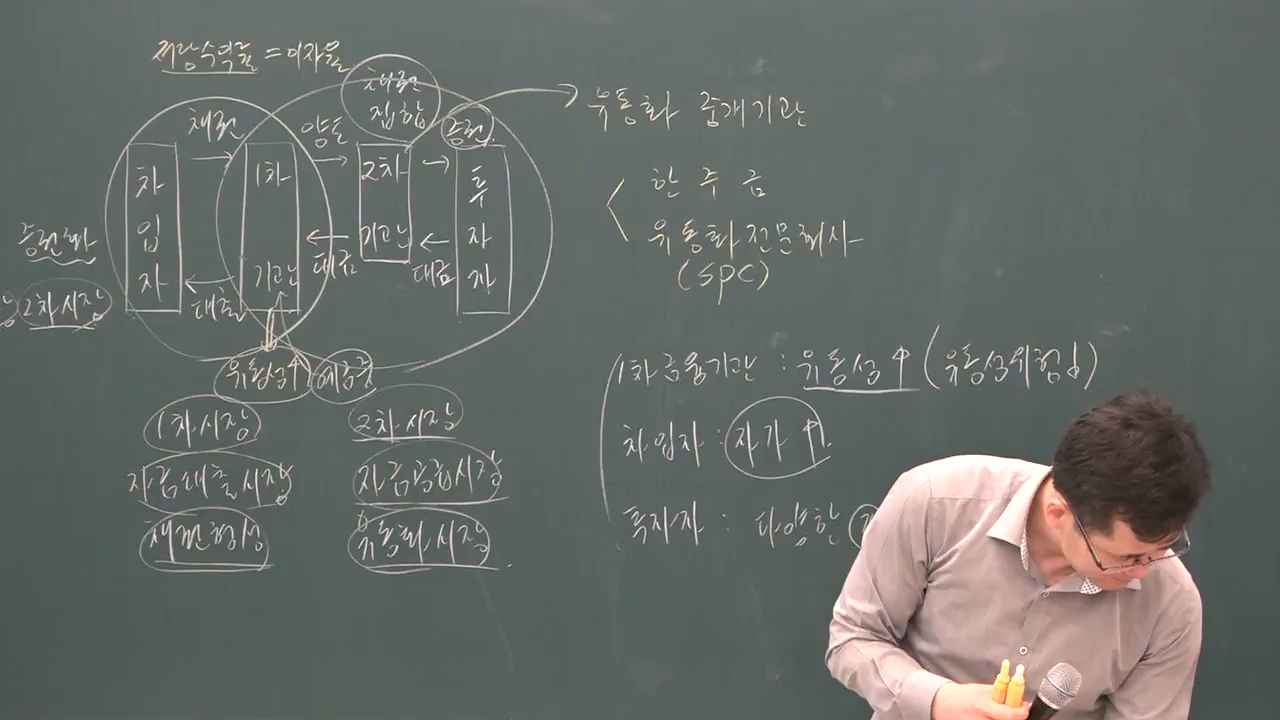 저당수익률 = 이자율
채권
집합
채권
양도
증권
차입자
1차
기관
2차
기관
투자자
대출
대금
대금
증권화
2차시장
유동성↑
예금
1차시장
2차시장
자금대출시장
자금공급시장
채권형성
유동화시장
유동화 중개기관
한 주 금
유동화전문회사
(SPC)
1차금융기관 : 유동성↑ (유동성위험↓)
차입자 : 자가↑
투자자 : 다양한